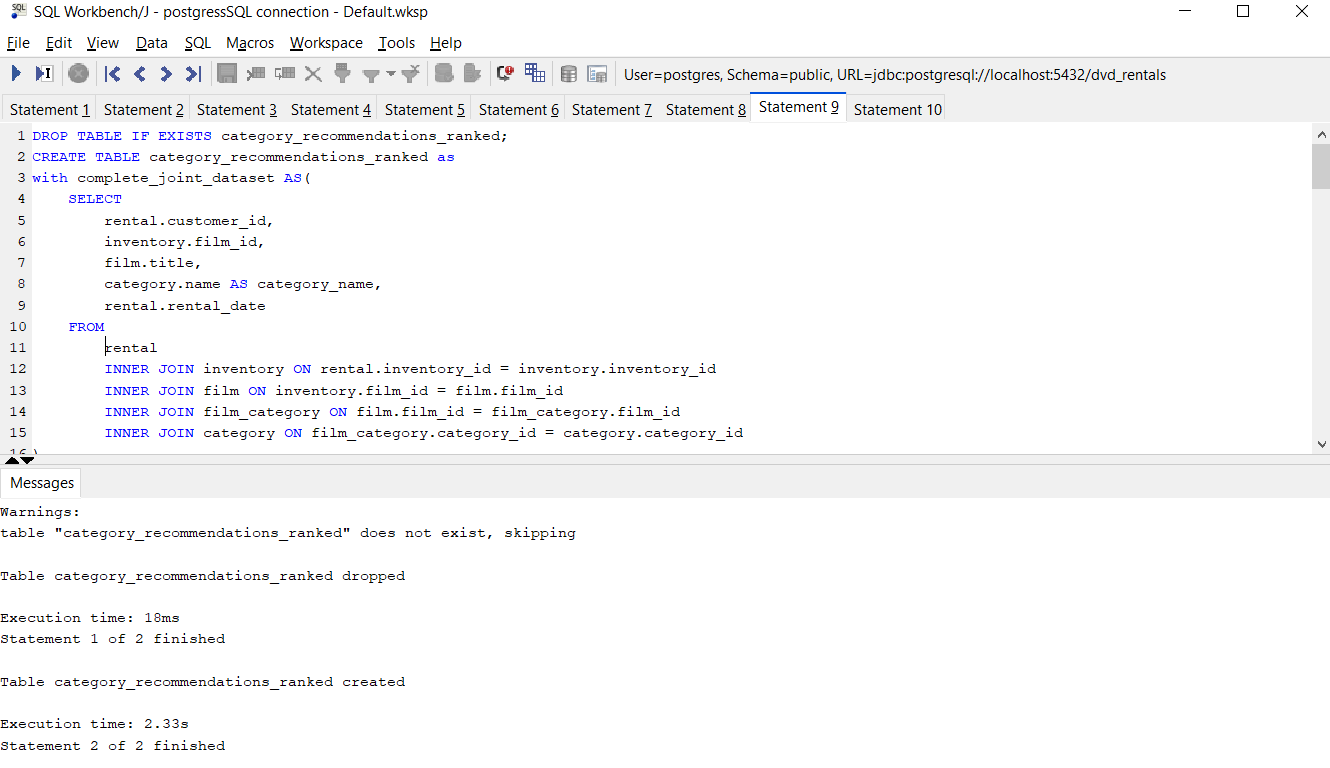 SQL Workbench/J - postgressSQL connection - Default.wksp
File Edit View Data SQL Macros Workspace Tools Help
User=postgres, Schema=public, URL=jdbc:postgresql://localhost:5432/dvd_rentals
Statement 1 Statement 2 Statement 3 Statement 4 Statement 5 Statement 6 Statement 7 Statement 8 Statement 9 Statement 10
1 DROP TABLE IF EXISTS category_recommendations_ranked;
2 CREATE TABLE category_recommendations_ranked as
3 with complete_joint_dataset AS(
4 SELECT
5 rental.customer_id,
6 inventory.film_id,
7 film.title,
8 category.name AS category_name,
9 rental.rental_date
10 FROM
11 rental
12 INNER JOIN inventory ON rental.inventory_id = inventory.inventory_id
13 INNER JOIN film ON inventory.film_id = film.film_id
14 INNER JOIN film_category ON film.film_id = film_category.film_id
15 INNER JOIN category ON film_category.category_id = category.category_id
16 )
Messages
Warnings:
table "category_recommendations_ranked" does not exist, skipping
Table category_recommendations_ranked dropped
Execution time: 18ms
Statement 1 of 2 finished
Table category_recommendations_ranked created
Execution time: 2.33s
Statement 2 of 2 finished